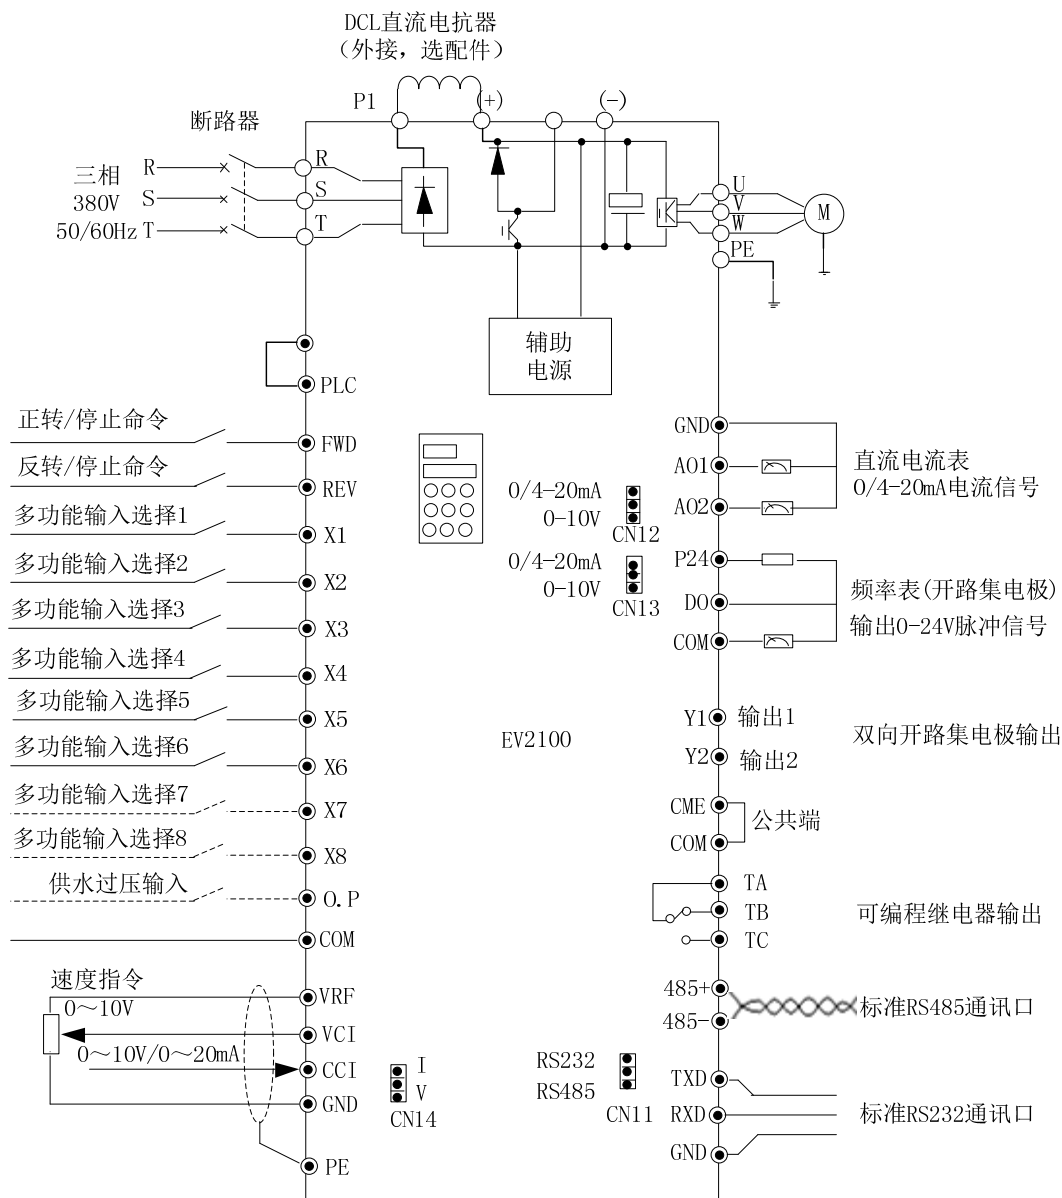 DCL直流电抗器
(外接，选配件)
P1
(+)
(-)
断路器
三相
380V
50/60Hz
R
S
T
R
S
T
U
V
W
PE
M
辅助
电源
PLC
正转/停止命令
FWD
反转/停止命令
REV
多功能输入选择1
X1
多功能输入选择2
X2
多功能输入选择3
X3
多功能输入选择4
X4
多功能输入选择5
X5
多功能输入选择6
X6
多功能输入选择7
X7
多功能输入选择8
X8
供水过压输入
O.P
COM
速度指令
0～10V
VRF
VCI
0～10V/0～20mA
CCI
GND
PE
I
V
CN14
0/4-20mA
0-10V
CN12
0/4-20mA
0-10V
CN13
EV2100
RS232
RS485
CN11
GND
AO1
AO2
直流电流表
0/4-20mA电流信号
P24
DO
COM
频率表(开路集电极)
输出0-24V脉冲信号
Y1
输出1
Y2
输出2
双向开路集电极输出
CME
COM
公共端
TA
TB
TC
可编程继电器输出
485+
485-
标准RS485通讯口
TXD
RXD
GND
标准RS232通讯口